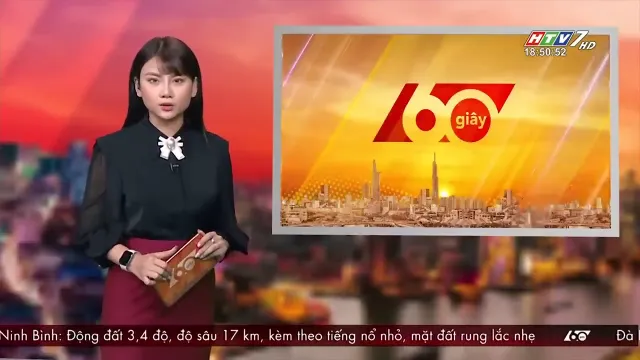 HTV7 HD
18:50:52
60 giây
60
Ninh Bình: Động đất 3,4 độ, độ sâu 17 km, kèm theo tiếng nổ nhỏ, mặt đất rung lắc nhẹ 60 Đà